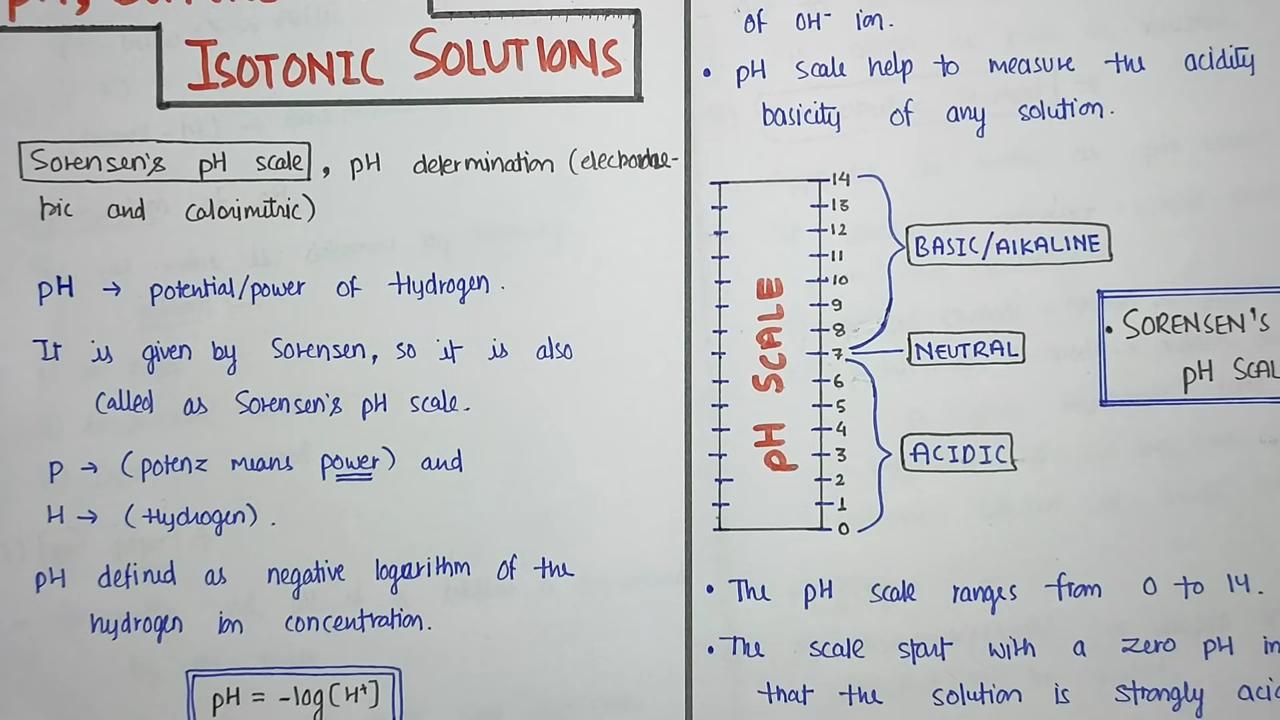 ISOTONIC SOLUTIONS
Sorensen's pH scale, pH determination (
and calorimetric)
pH → potential/power of Hydrogen.
It is given by Sorensen, so it is also
called as Sorensen's pH scale.
P → (potenz means power) and
H → (Hydrogen).
pH defined as negative logarithm of the
hydrogen ion concentration.
pH = -log[H⁺]
of OH⁻ ion.
• pH scale help to measure the acidity
basicity of any solution.
pH SCALE
14
13
12
11
10
9
8
7
6
5
4
3
2
1
0
BASIC/AlKALINE
NEUTRAL
ACIDIC
• SORENSEN'S
pH SCAL
• The pH scale ranges from 0 to 14.
• The scale start with a zero pH in
that the solution is strongly acid